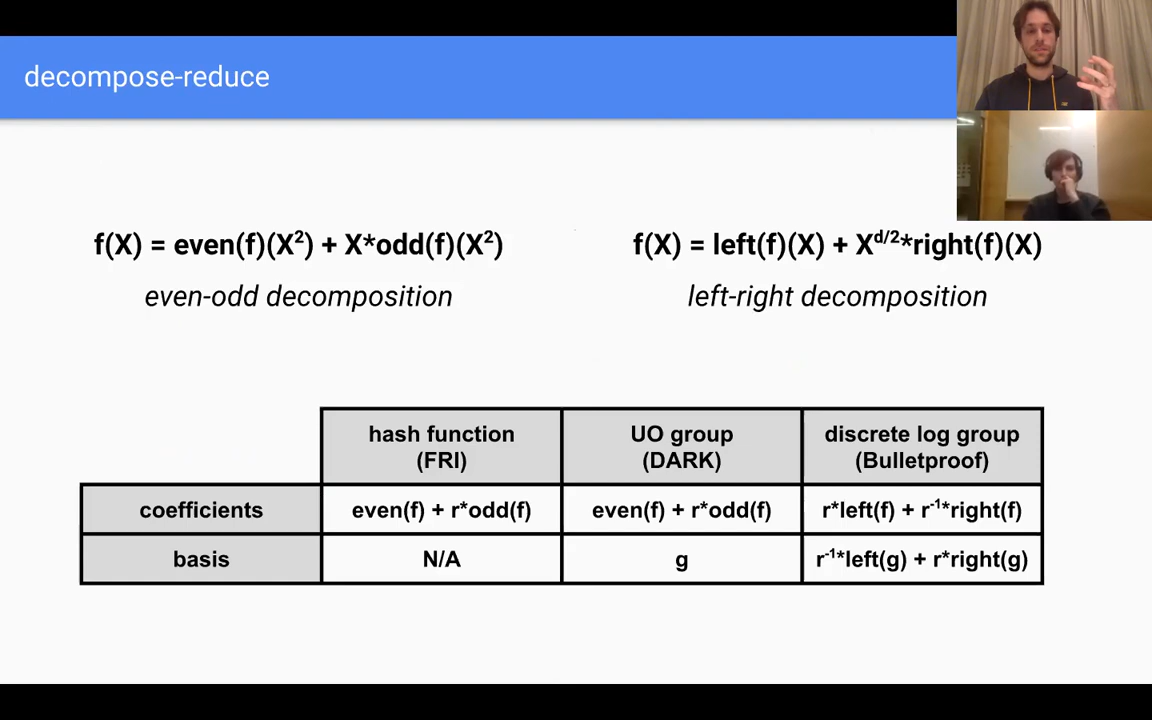 decompose-reduce
f(X) = even(f)(X²) + X*odd(f)(X²)
even-odd decomposition
f(X) = left(f)(X) + X^d/2*right(f)(X)
left-right decomposition
hash function
(FRI)
UO group
(DARK)
discrete log group
(Bulletproof)
coefficients
even(f) + r*odd(f)
even(f) + r*odd(f)
r*left(f) + r⁻¹*right(f)
basis
N/A
g
r⁻¹*left(g) + r*right(g)